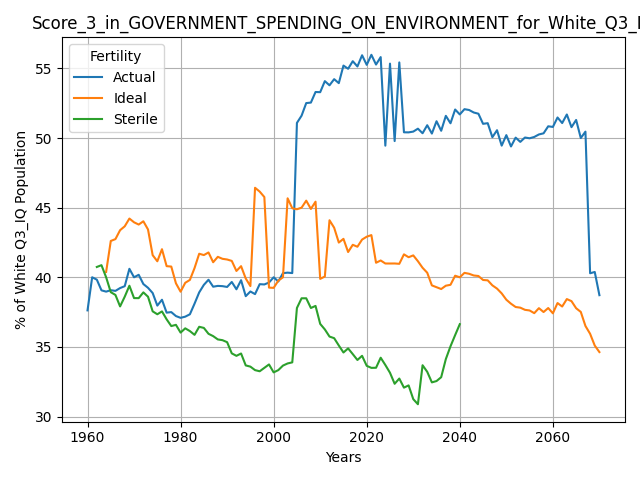 Score_3_in_GOVERNMENT_SPENDING_ON_ENVIRONMENT_for_White_Q3_I
Fertility
Actual
Ideal
Sterile
% of White Q3_IQ Population
55
50
45
40
35
30
1960
1980
2000
2020
2040
2060
Years